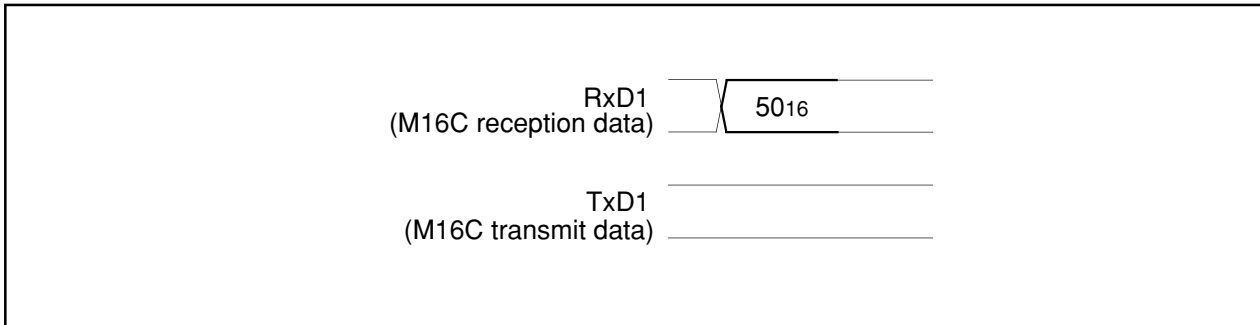 RxD1
(M16C reception data)
5016
TxD1
(M16C transmit data)